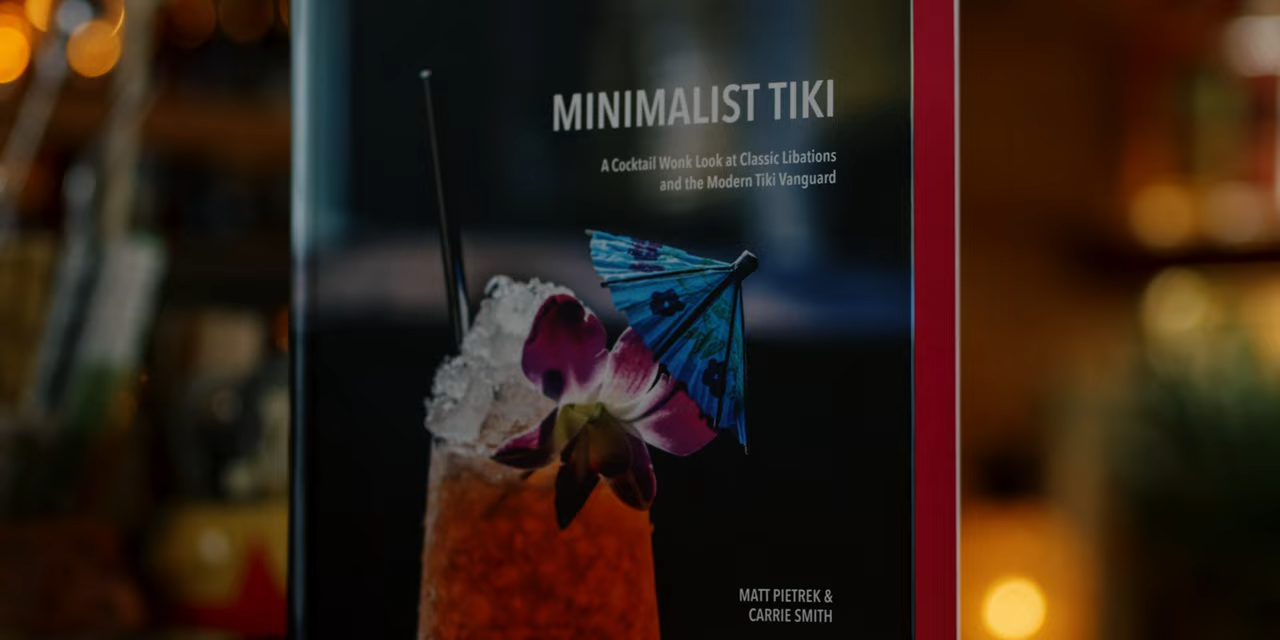 MINIMALIST TIKI
A Cocktail Wonk Look at Classic Libations
and the Modern Tiki Vanguard
MATT PIETREK &
CARRIE SMITH